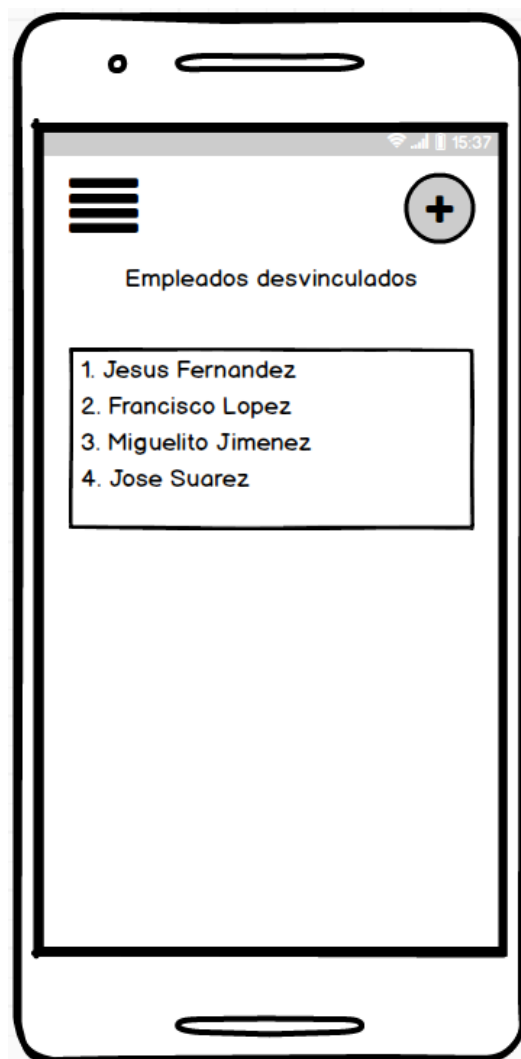 15:37
+
Empleados desvinculados
1. Jesus Fernandez
2. Francisco Lopez
3. Miguelito Jimenez
4. Jose Suarez